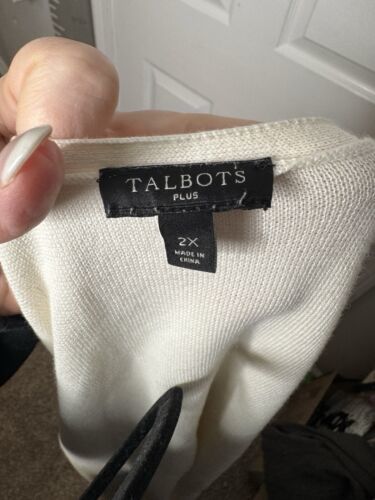 TALBOTS
PLUS
2X
MADE IN
CHINA